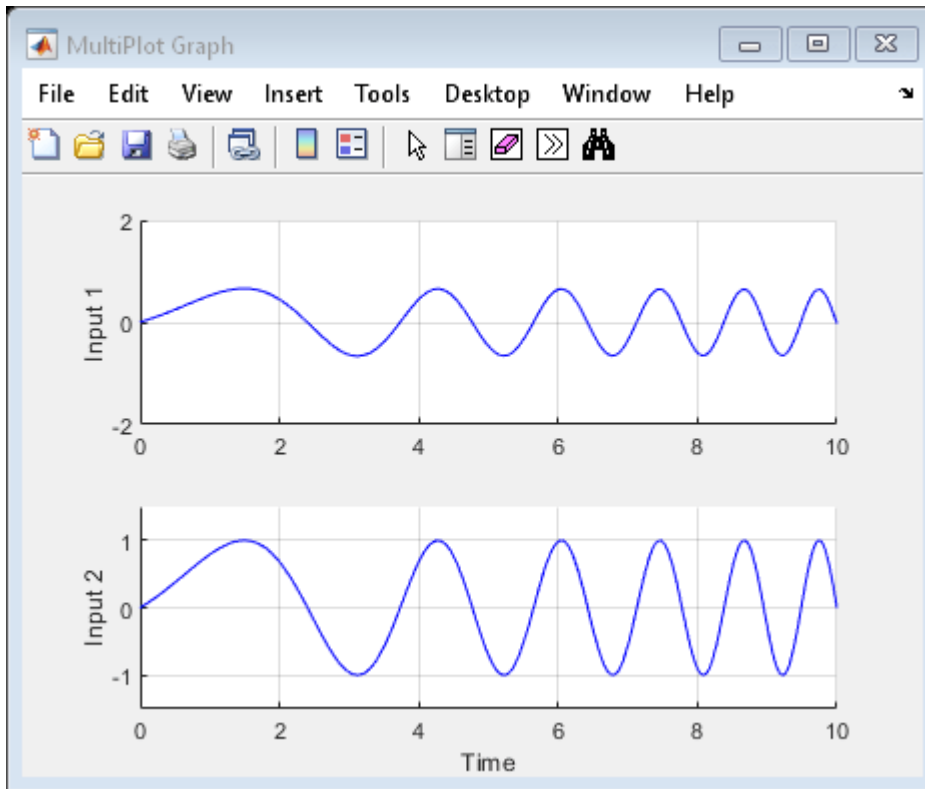 MultiPlot Graph
File Edit View Insert Tools Desktop Window Help
2
0
-2
Input 1
0 2 4 6 8 10
1
0
-1
Input 2
0 2 4 6 8 10
Time